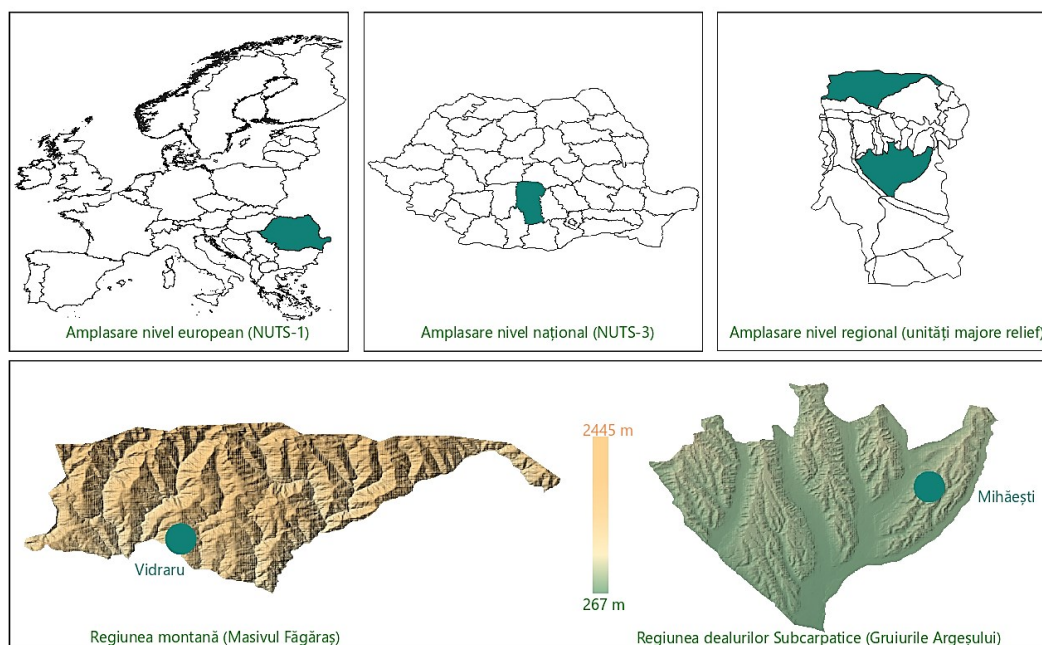 Amplasare nivel european (NUTS-1)
Amplasare nivel național (NUTS-3)
Amplasare nivel regional (unități majore relief)
2445 m
267 m
Vidraru
Mihăești
Regiunea montană (Masivul Făgăraș)
Regiunea dealurilor Subcarpatice (Gruiurile Argeșului)